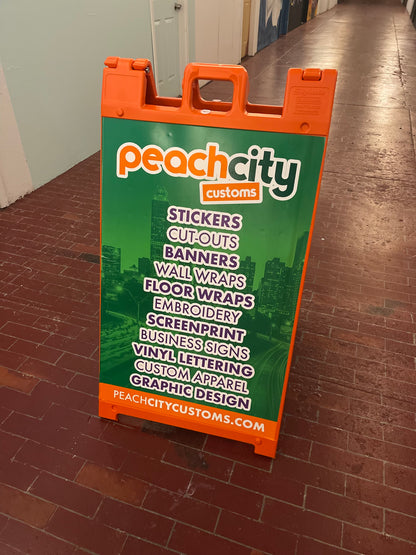 peachcity
customs
STICKERS
CUT-OUTS
BANNERS
WALL WRAPS
FLOOR WRAPS
EMBROIDERY
SCREENPRINT
BUSINESS SIGNS
VINYL LETTERING
CUSTOM APPAREL
GRAPHIC DESIGN
PEACHCITYCUSTOMS.COM